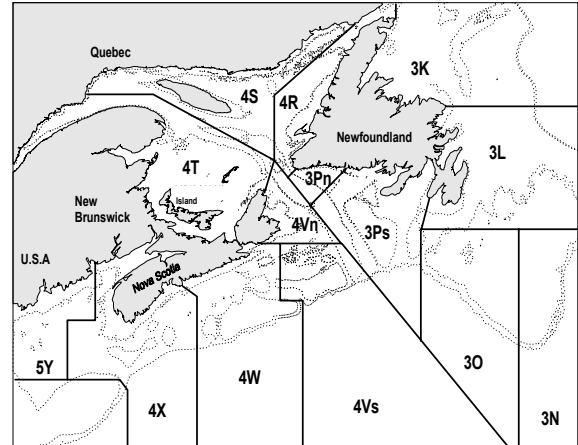 Quebec
3K
4S
4R
Newfoundland
3L
4T
3Pn
New
Brunswick
Island
4Vn
3Ps
U.S.A
Nova Scotia
5Y
4W
3O
4X
4Vs
3N